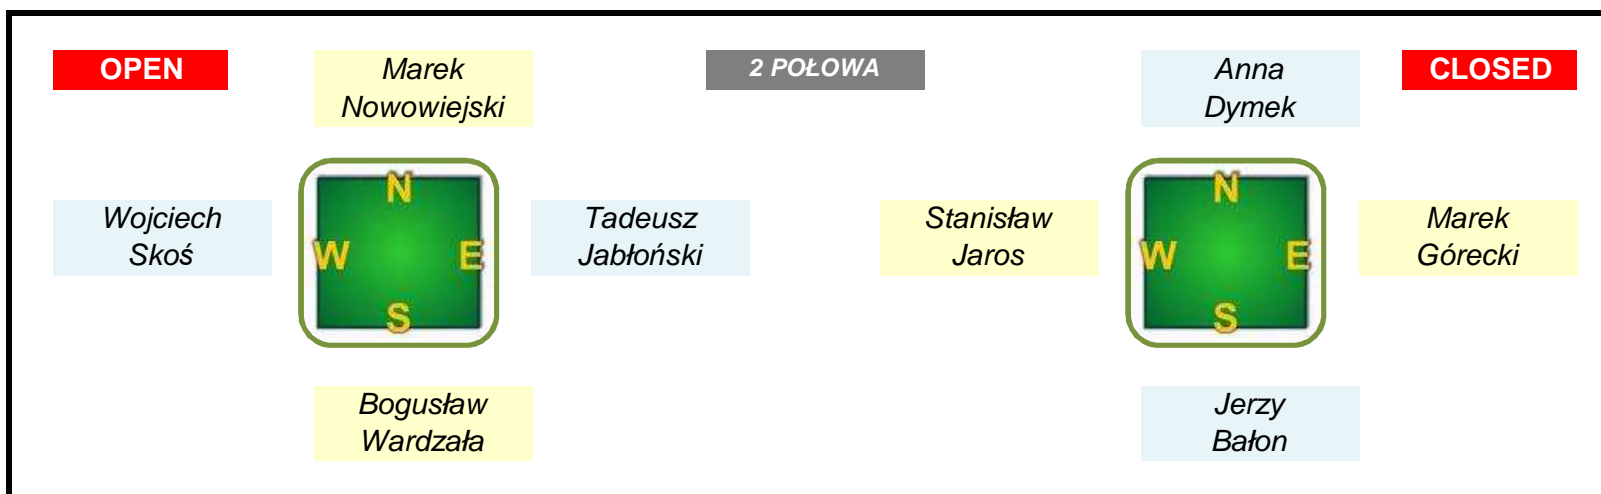 OPEN
Marek
Nowowiejski
2 POŁOWA
Anna
Dymek
CLOSED
N
N
Wojciech
Skoś
W
E
Tadeusz
Jabłoński
Stanisław
Jaros
W
E
Marek
Górecki
S
S
Bogusław
Wardzała
Jerzy
Bałon